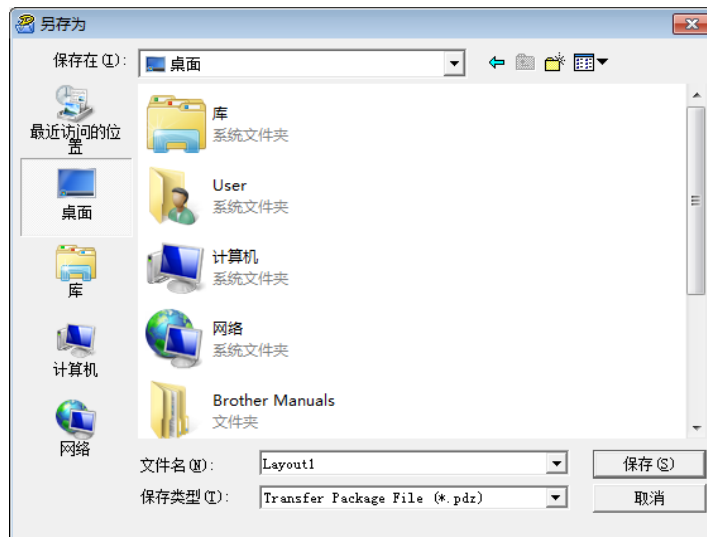 另存为
保存在(I):
桌面
最近访问的位
置
桌面
库
计算机
网络
库
系统文件夹
User
系统文件夹
计算机
系统文件夹
网络
系统文件夹
Brother Manuals
文件夹
文件名(N):
Layout1
保存(S)
保存类型(T):
Transfer Package File (*.pdz)
取消